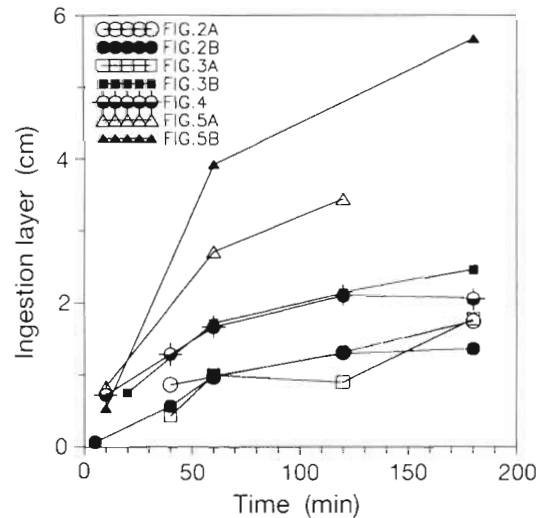 6
FIG.2A
FIG.2B
FIG.3A
FIG.3B
FIG.4
FIG.5A
FIG.5B
4
2
0
Ingestion layer (cm)
0 50 100 150 200
Time (min)